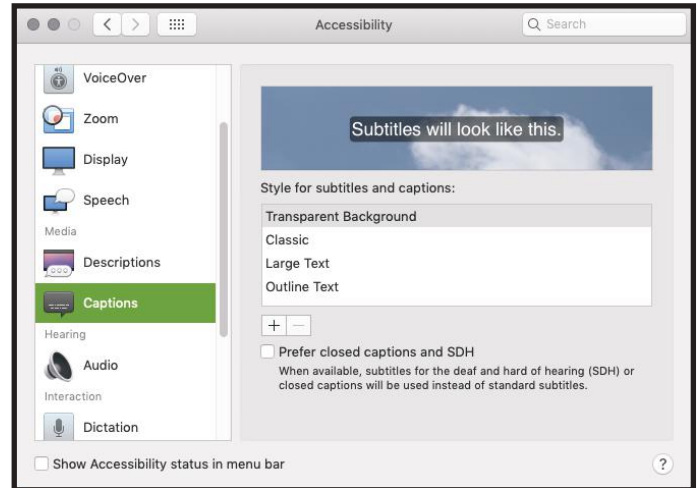 Accessibility
Search
VoiceOver
Zoom
Display
Speech
Media
Descriptions
Captions
Hearing
Audio
Interaction
Dictation
Subtitles will look like this.
Style for subtitles and captions:
Transparent Background
Classic
Large Text
Outline Text
+ −
Prefer closed captions and SDH
When available, subtitles for the deaf and hard of hearing (SDH) or
closed captions will be used instead of standard subtitles.
Show Accessibility status in menu bar
?